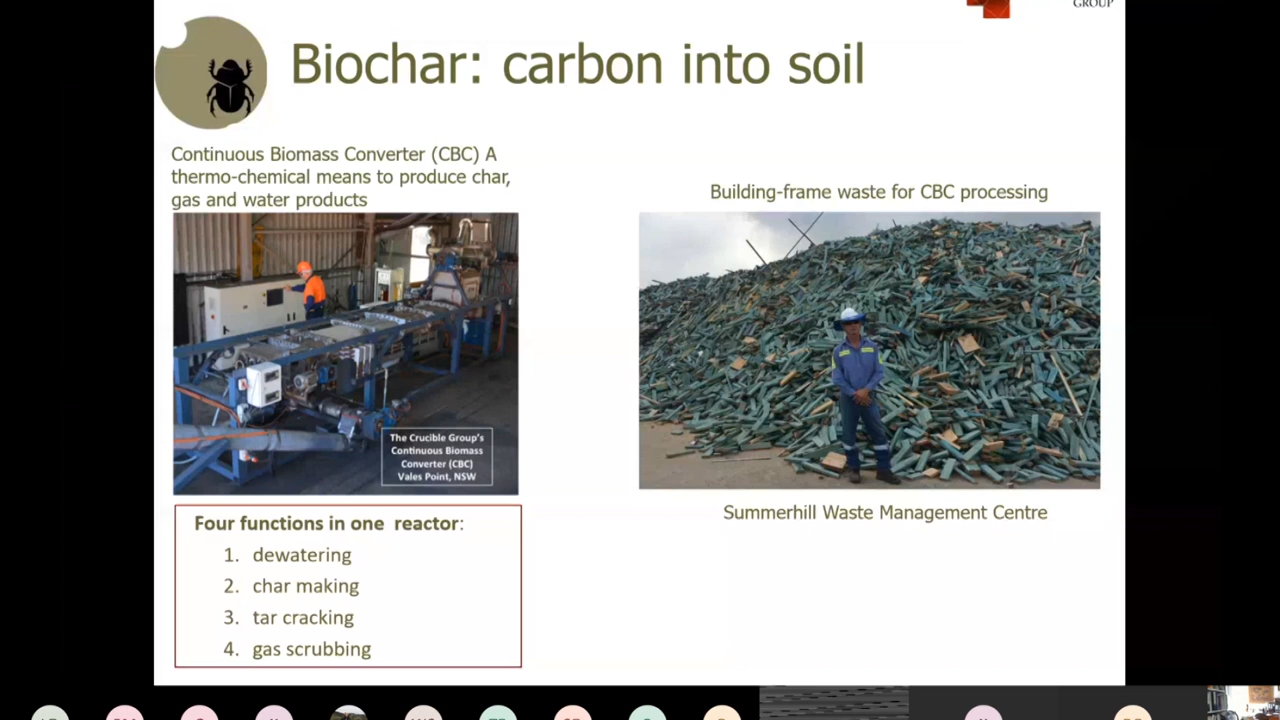 GROUP
Biochar: carbon into soil
Continuous Biomass Converter (CBC) A
thermo-chemical means to produce char,
gas and water products
Building-frame waste for CBC processing
The Crucible Group's
Continuous Biomass
Converter (CBC)
Vales Point, NSW
Summerhill Waste Management Centre
Four functions in one reactor:
1. dewatering
2. char making
3. tar cracking
4. gas scrubbing